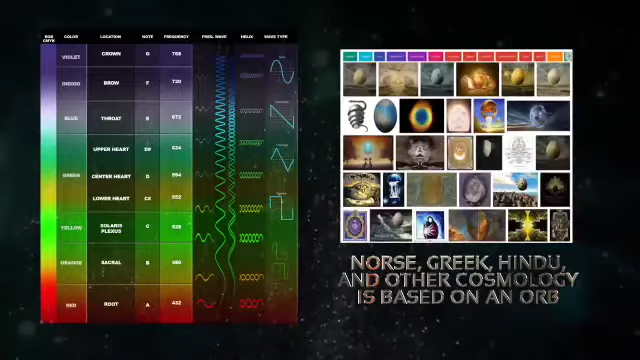 RGB CMYK COLOR LOCATION NOTE FREQUENCY FREQ. WAVE HELIX WAVE TYPE
VIOLET CROWN G 768
INDIGO BROW F 720
BLUE THROAT E 672
UPPER HEART D# 624
GREEN CENTER HEART D 594
LOWER HEART C# 552
YELLOW SOLARIS PLEXUS C 528
ORANGE SACRAL B 480
RED ROOT A 432
NORSE, GREEK, HINDU,
AND OTHER COSMOLOGY
IS BASED ON AN ORB